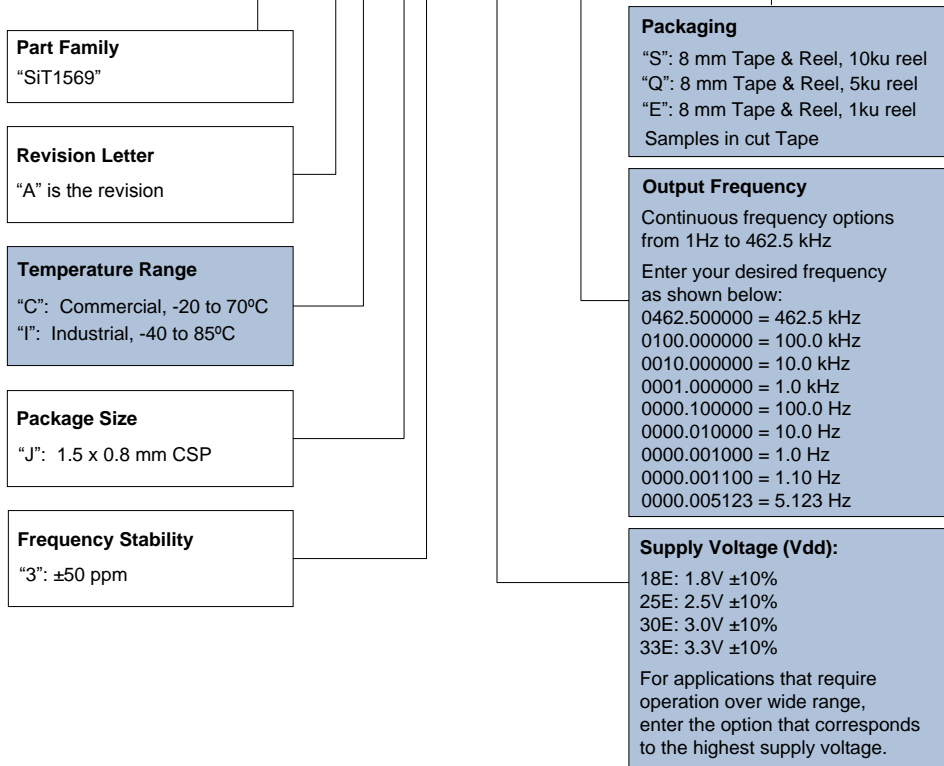 Part Family
“SiT1569”
Revision Letter
“A” is the revision
Temperature Range
“C”: Commercial, -20 to 70ºC
“I”: Industrial, -40 to 85ºC
Package Size
“J”: 1.5 x 0.8 mm CSP
Frequency Stability
“3”: ±50 ppm
Packaging
“S”: 8 mm Tape & Reel, 10ku reel
“Q”: 8 mm Tape & Reel, 5ku reel
“E”: 8 mm Tape & Reel, 1ku reel
Samples in cut Tape
Output Frequency
Continuous frequency options
from 1Hz to 462.5 kHz
Enter your desired frequency
as shown below:
0462.500000 = 462.5 kHz
0100.000000 = 100.0 kHz
0010.000000 = 10.0 kHz
0001.000000 = 1.0 kHz
0000.100000 = 100.0 Hz
0000.010000 = 10.0 Hz
0000.001000 = 1.0 Hz
0000.001100 = 1.10 Hz
0000.005123 = 5.123 Hz
Supply Voltage (Vdd):
18E: 1.8V ±10%
25E: 2.5V ±10%
30E: 3.0V ±10%
33E: 3.3V ±10%
For applications that require
operation over wide range,
enter the option that corresponds
to the highest supply voltage.